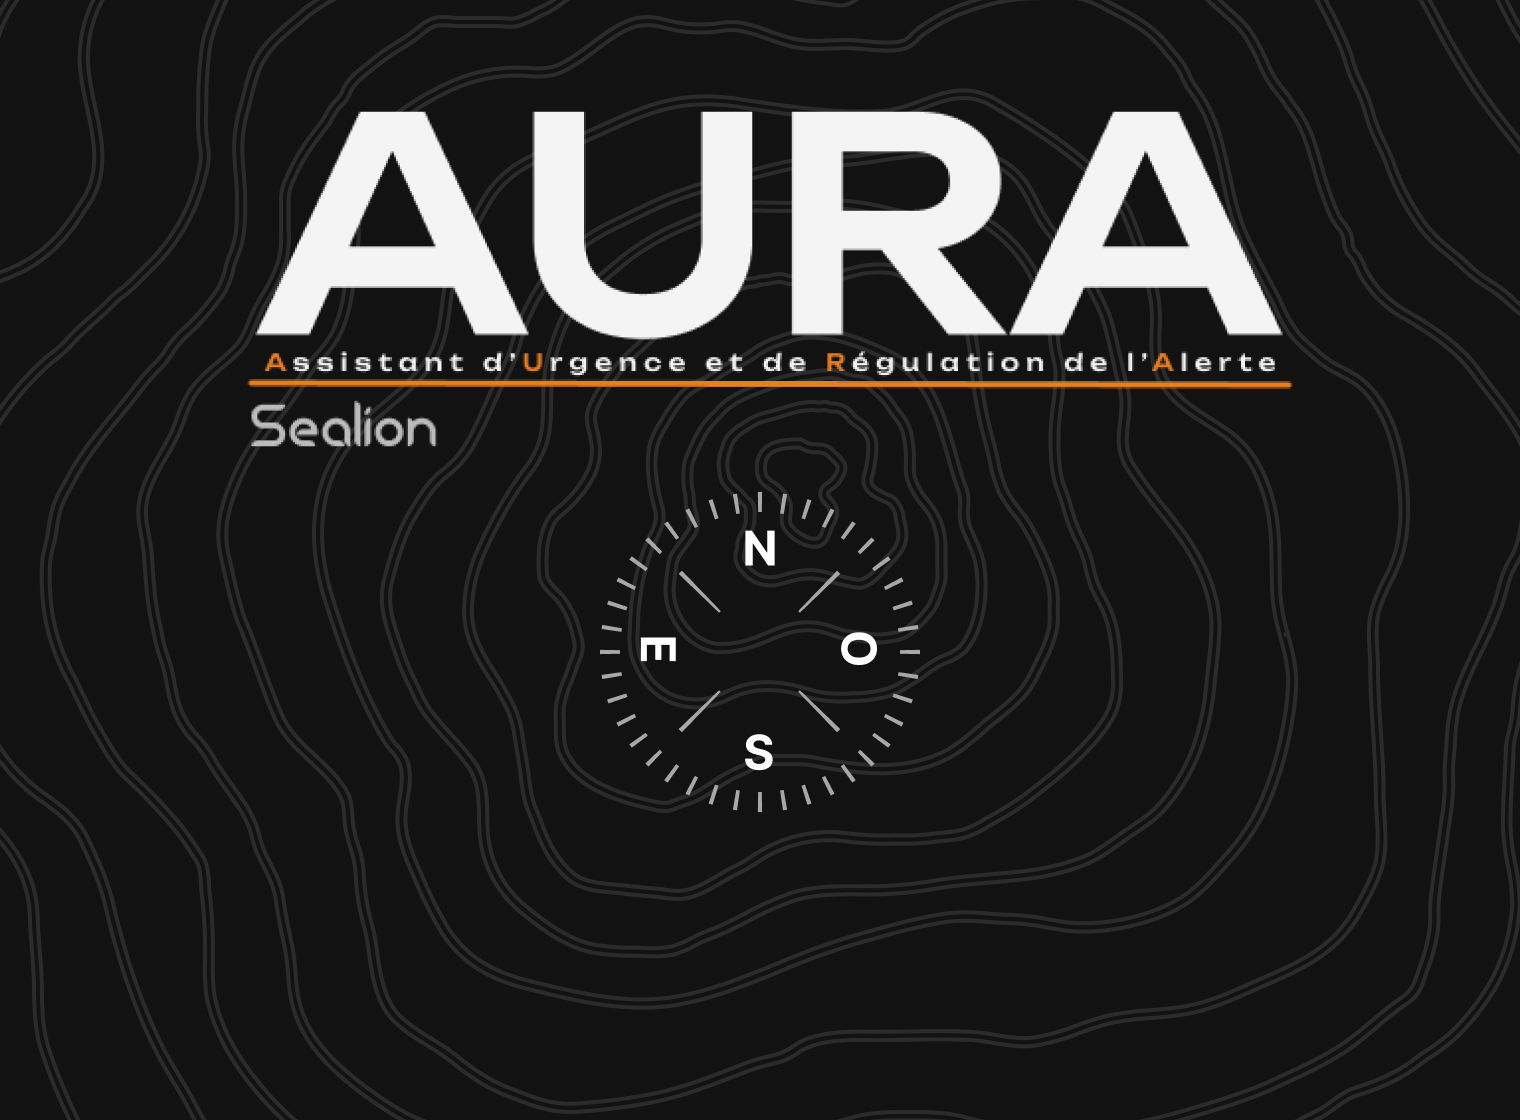 AURA
Assistant d'Urgence et de Régulation de l'Alerte
Sealion
N
E O
S